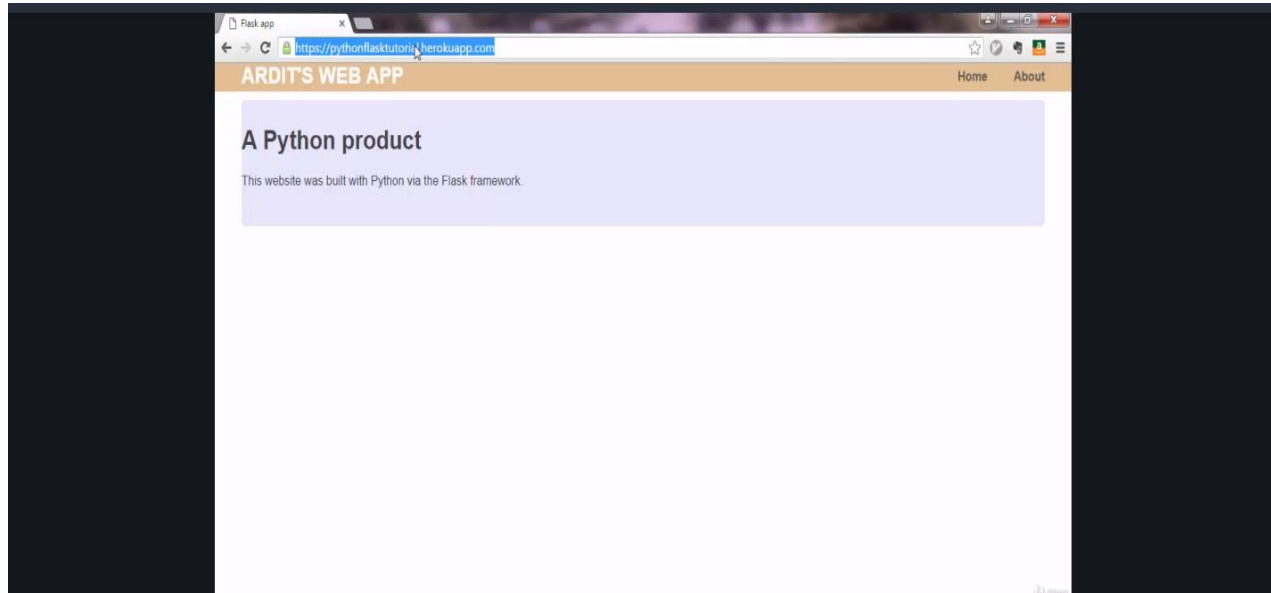 Flask app
https://pythonflasktutorial.herokuapp.com
ARDIT'S WEB APP
Home About
A Python product
This website was built with Python via the Flask framework.